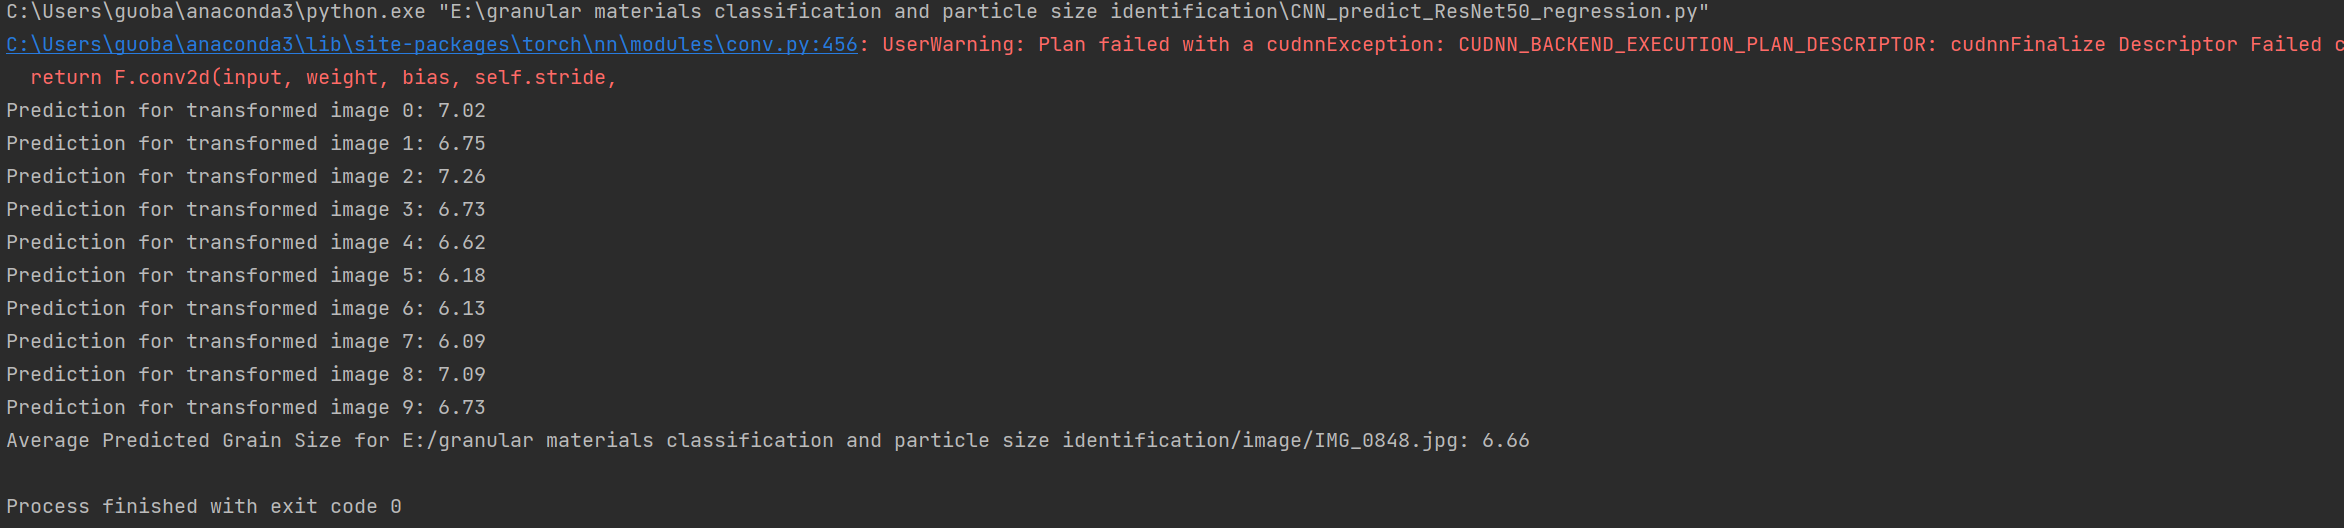 C:\Users\guoba\anaconda3\python.exe "E:\granular materials classification and particle size identification\CNN_predict_ResNet50_regression.py"
C:\Users\guoba\anaconda3\lib\site-packages\torch\nn\modules\conv.py:456: UserWarning: Plan failed with a cudnnException: CUDNN_BACKEND_EXECUTION_PLAN_DESCRIPTOR: cudnnFinalize Descriptor Failed c
  return F.conv2d(input, weight, bias, self.stride,
Prediction for transformed image 0: 7.02
Prediction for transformed image 1: 6.75
Prediction for transformed image 2: 7.26
Prediction for transformed image 3: 6.73
Prediction for transformed image 4: 6.62
Prediction for transformed image 5: 6.18
Prediction for transformed image 6: 6.13
Prediction for transformed image 7: 6.09
Prediction for transformed image 8: 7.09
Prediction for transformed image 9: 6.73
Average Predicted Grain Size for E:/granular materials classification and particle size identification/image/IMG_0848.jpg: 6.66
Process finished with exit code 0